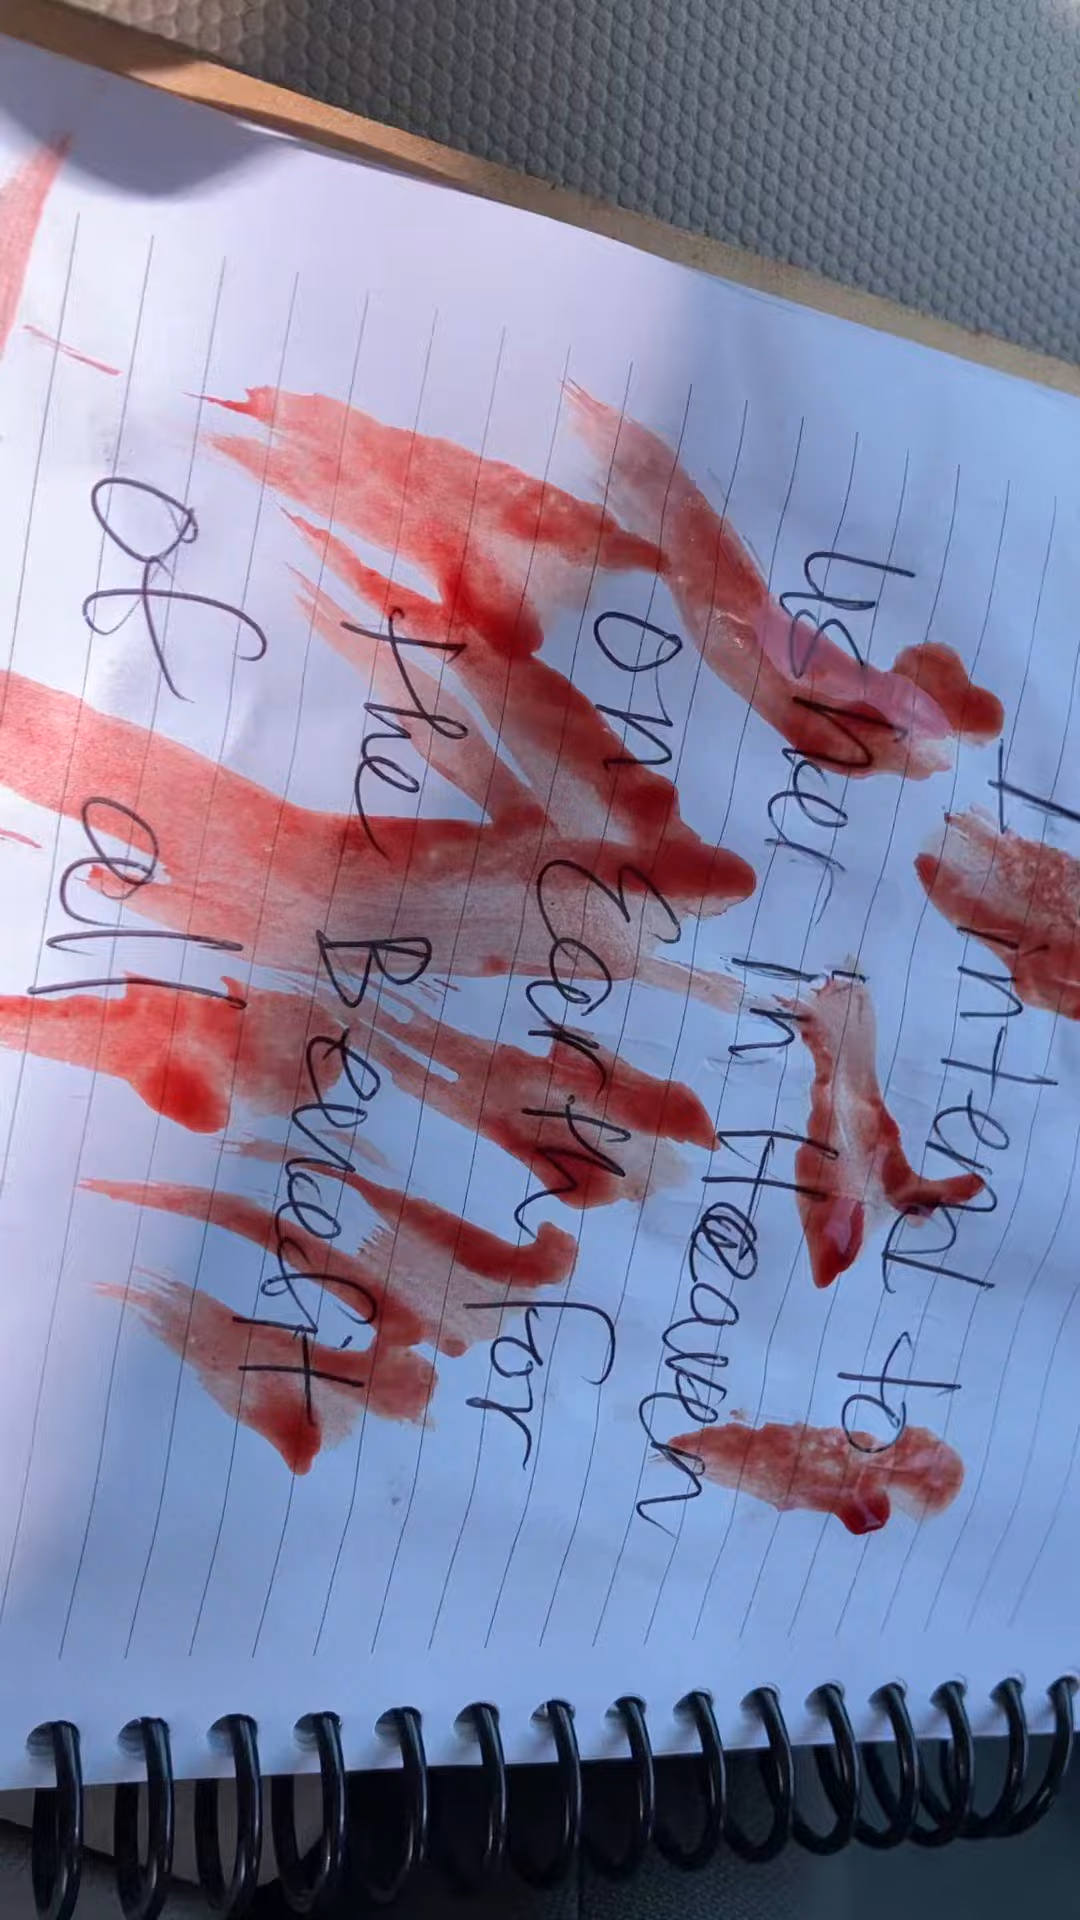 I intend to
usher in Heaven
on Earth for
the Benefit
of all